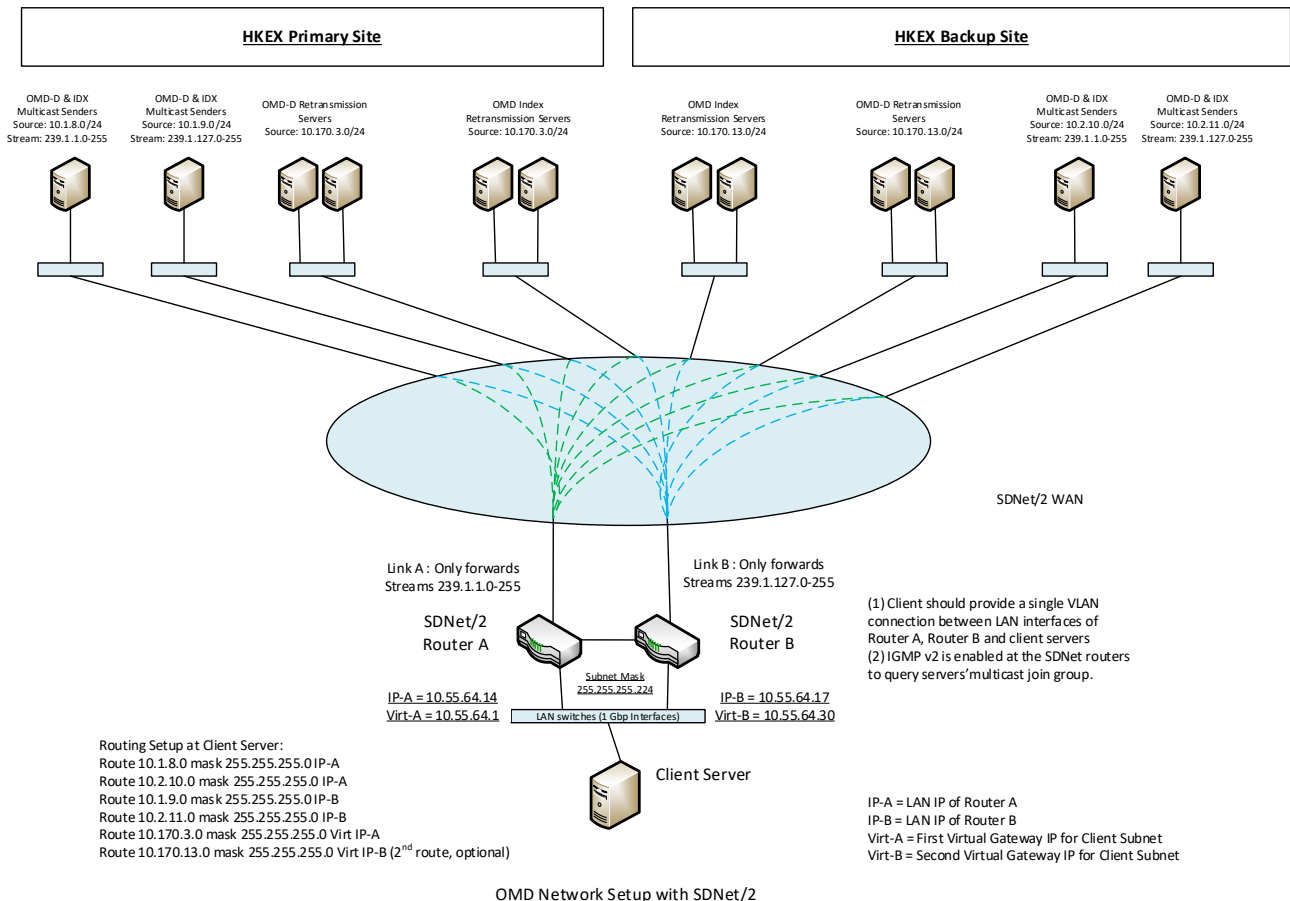 HKEX Primary Site
HKEX Backup Site
OMD-D & IDX
Multicast Senders
Source: 10.1.8.0/24
Stream: 239.1.1.0-255
OMD-D & IDX
Multicast Senders
Source: 10.1.9.0/24
Stream: 239.1.127.0-255
OMD-D Retransmission
Servers
Source: 10.170.3.0/24
OMD Index
Retransmission Servers
Source: 10.170.3.0/24
OMD Index
Retransmission Servers
Source: 10.170.13.0/24
OMD-D Retransmission
Servers
Source: 10.170.13.0/24
OMD-D & IDX
Multicast Senders
Source: 10.2.10.0/24
Stream: 239.1.1.0-255
OMD-D & IDX
Multicast Senders
Source: 10.2.11.0/24
Stream: 239.1.127.0-255
SDNet/2 WAN
Link A : Only forwards
Streams 239.1.1.0-255
Link B : Only forwards
Streams 239.1.127.0-255
SDNet/2
Router A
SDNet/2
Router B
(1) Client should provide a single VLAN
connection between LAN interfaces of
Router A, Router B and client servers
(2) IGMP v2 is enabled at the SDNet routers
to query servers' multicast join group.
Subnet Mask
255.255.255.224
IP-A = 10.55.64.14
Virt-A = 10.55.64.1
IP-B = 10.55.64.17
Virt-B = 10.55.64.30
LAN switches (1 Gbp Interfaces)
Client Server
Routing Setup at Client Server:
Route 10.1.8.0 mask 255.255.255.0 IP-A
Route 10.2.10.0 mask 255.255.255.0 IP-A
Route 10.1.9.0 mask 255.255.255.0 IP-B
Route 10.2.11.0 mask 255.255.255.0 IP-B
Route 10.170.3.0 mask 255.255.255.0 Virt IP-A
Route 10.170.13.0 mask 255.255.255.0 Virt IP-B (2nd route, optional)
IP-A = LAN IP of Router A
IP-B = LAN IP of Router B
Virt-A = First Virtual Gateway IP for Client Subnet
Virt-B = Second Virtual Gateway IP for Client Subnet
OMD Network Setup with SDNet/2